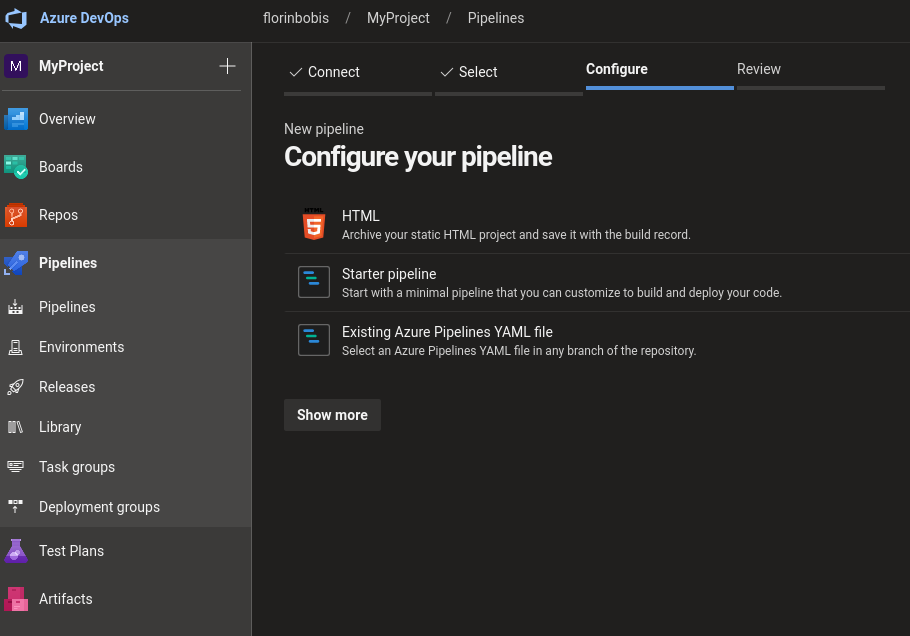 Azure DevOps
florinbobis / MyProject / Pipelines
M MyProject
Overview
Boards
Repos
Pipelines
Pipelines
Environments
Releases
Library
Task groups
Deployment groups
Test Plans
Artifacts
Connect
Select
Configure
Review
New pipeline
Configure your pipeline
HTML
5
HTML
Archive your static HTML project and save it with the build record.
Starter pipeline
Start with a minimal pipeline that you can customize to build and deploy your code.
Existing Azure Pipelines YAML file
Select an Azure Pipelines YAML file in any branch of the repository.
Show more